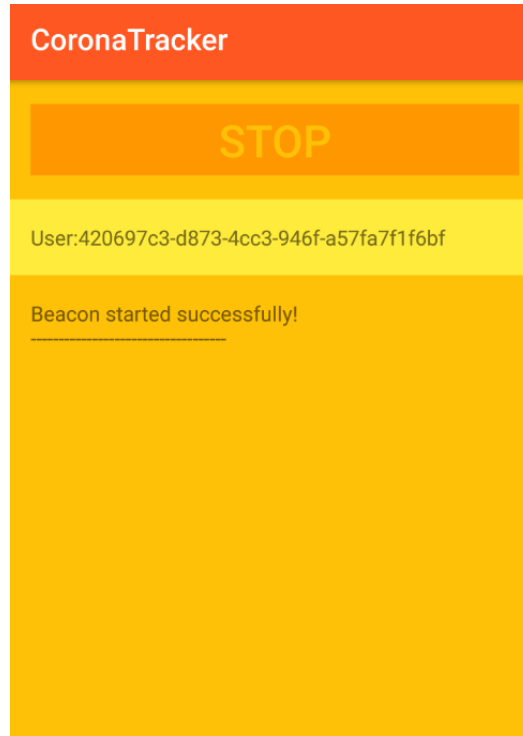 CoronaTracker
STOP
User:420697c3-d873-4cc3-946f-a57fa7f1f6bf
Beacon started successfully!
-----------------------------------